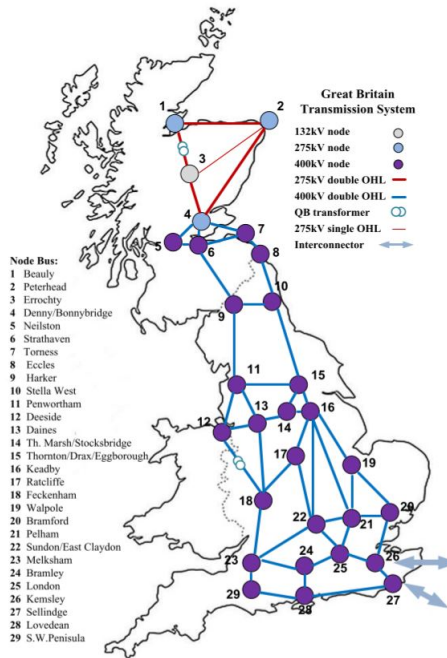 Great Britain
Transmission System
132kV node
275kV node
400kV node
275kV double OHL
400kV double OHL
QB transformer
275kV single OHL
Interconnector
1
2
3
4
5
6
7
8
Node Bus:
1 Beauly
2 Peterhead
3 Errochty
4 Denny/Bonnybridge
5 Neilston
6 Strathaven
7 Torness
8 Eccles
9 Harker
10 Stella West
11 Penwortham
12 Deeside
13 Daines
14 Th. Marsh/Stocksbridge
15 Thornton/Drax/Eggborough
16 Keadby
17 Ratcliffe
18 Feckenham
19 Walpole
20 Bramford
21 Pelham
22 Sundon/East Claydon
23 Melksham
24 Bramley
25 London
26 Kemsley
27 Sellindge
28 Lovedean
29 S.W.Penisula
10
9
11
15
12
13
14
16
17
19
18
20
22
21
23
24
25
26
29
28
27